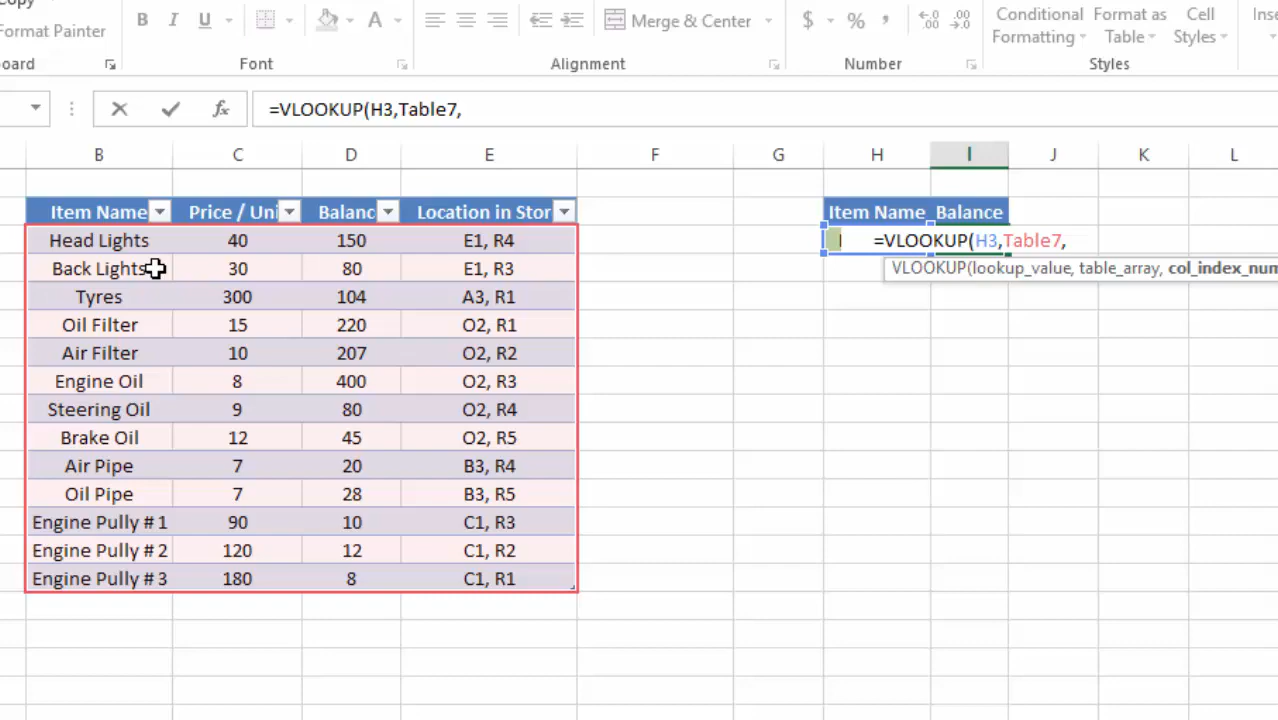 Copy
Format Painter
B I U A Merge & Center $ % , Conditional Formatting Format as Table Cell Styles
Font Alignment Number Styles
=VLOOKUP(H3,Table7,
B C D E F G H I J K L
Item Name Price / Uni Balanc Location in Stor Item Name Balance
Head Lights 40 150 E1, R4 =VLOOKUP(H3,Table7,
Back Lights 30 80 E1, R3 VLOOKUP(lookup_value, table_array, col_index_num
Tyres 300 104 A3, R1
Oil Filter 15 220 O2, R1
Air Filter 10 207 O2, R2
Engine Oil 8 400 O2, R3
Steering Oil 9 80 O2, R4
Brake Oil 12 45 O2, R5
Air Pipe 7 20 B3, R4
Oil Pipe 7 28 B3, R5
Engine Pully # 1 90 10 C1, R3
Engine Pully # 2 120 12 C1, R2
Engine Pully # 3 180 8 C1, R1